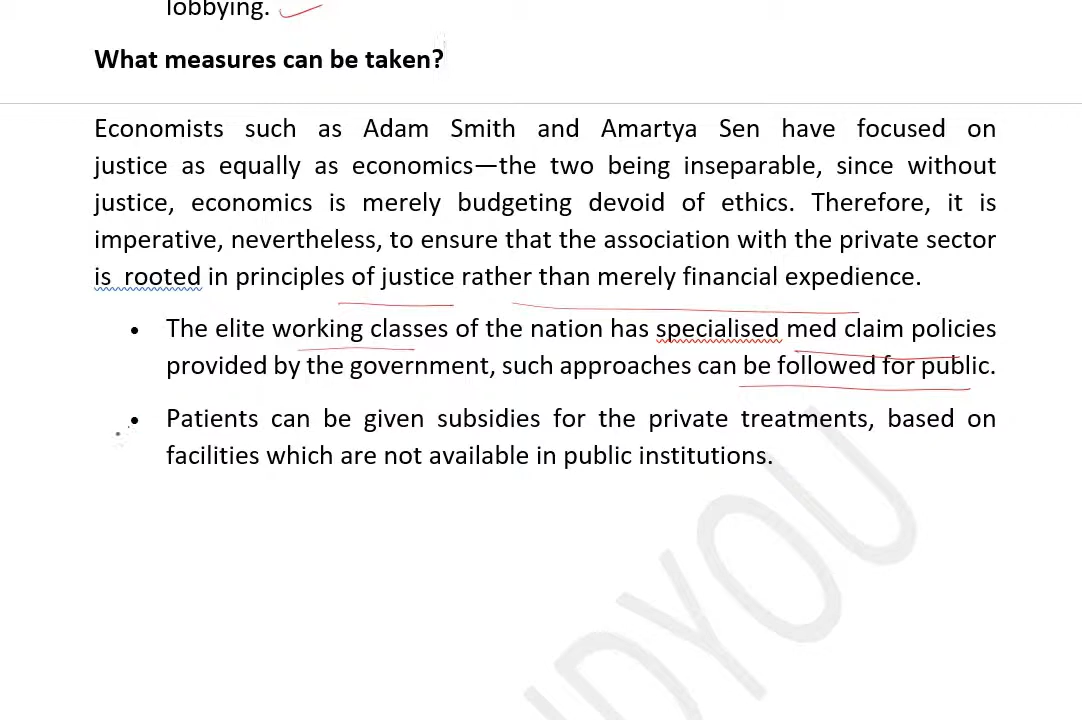 lobbying.
What measures can be taken?
Economists such as Adam Smith and Amartya Sen have focused on
justice as equally as economics—the two being inseparable, since without
justice, economics is merely budgeting devoid of ethics. Therefore, it is
imperative, nevertheless, to ensure that the association with the private sector
is rooted in principles of justice rather than merely financial expedience.
• The elite working classes of the nation has specialised med claim policies
provided by the government, such approaches can be followed for public.
• Patients can be given subsidies for the private treatments, based on
facilities which are not available in public institutions.
DYOU